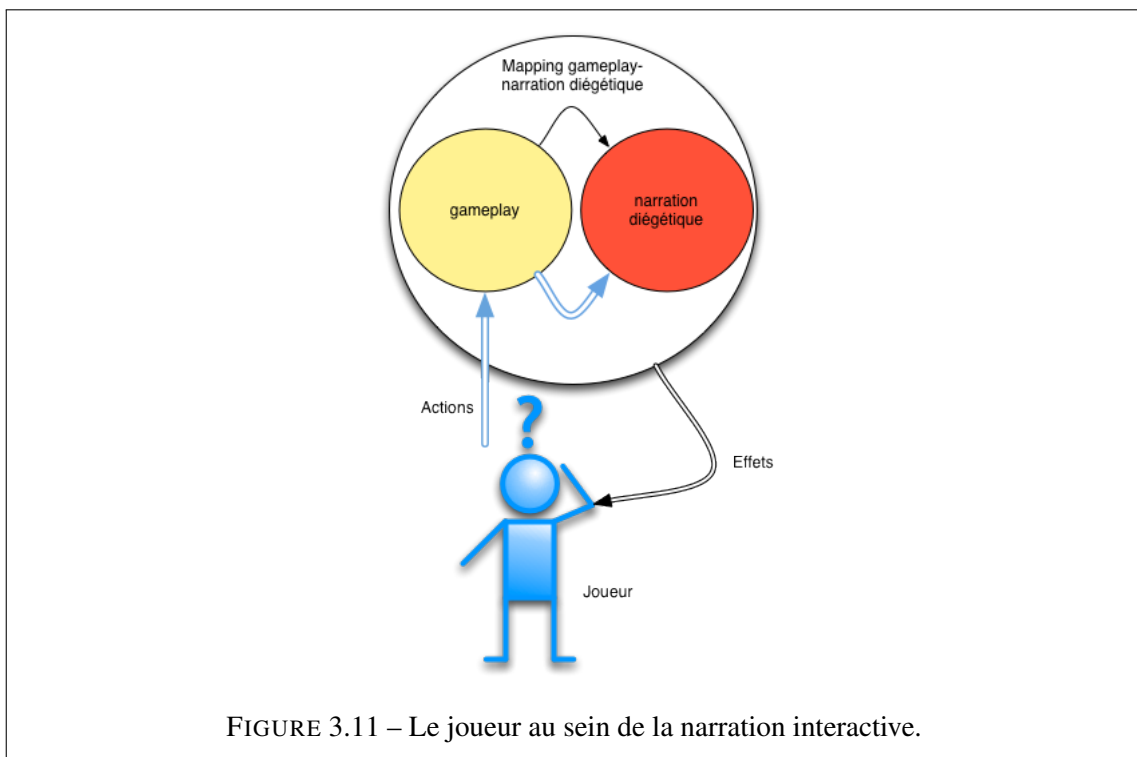 Mapping gameplay-
narration diégétique
gameplay
narration
diégétique
Actions
?
Effets
Joueur
FIGURE 3.11 – Le joueur au sein de la narration interactive.